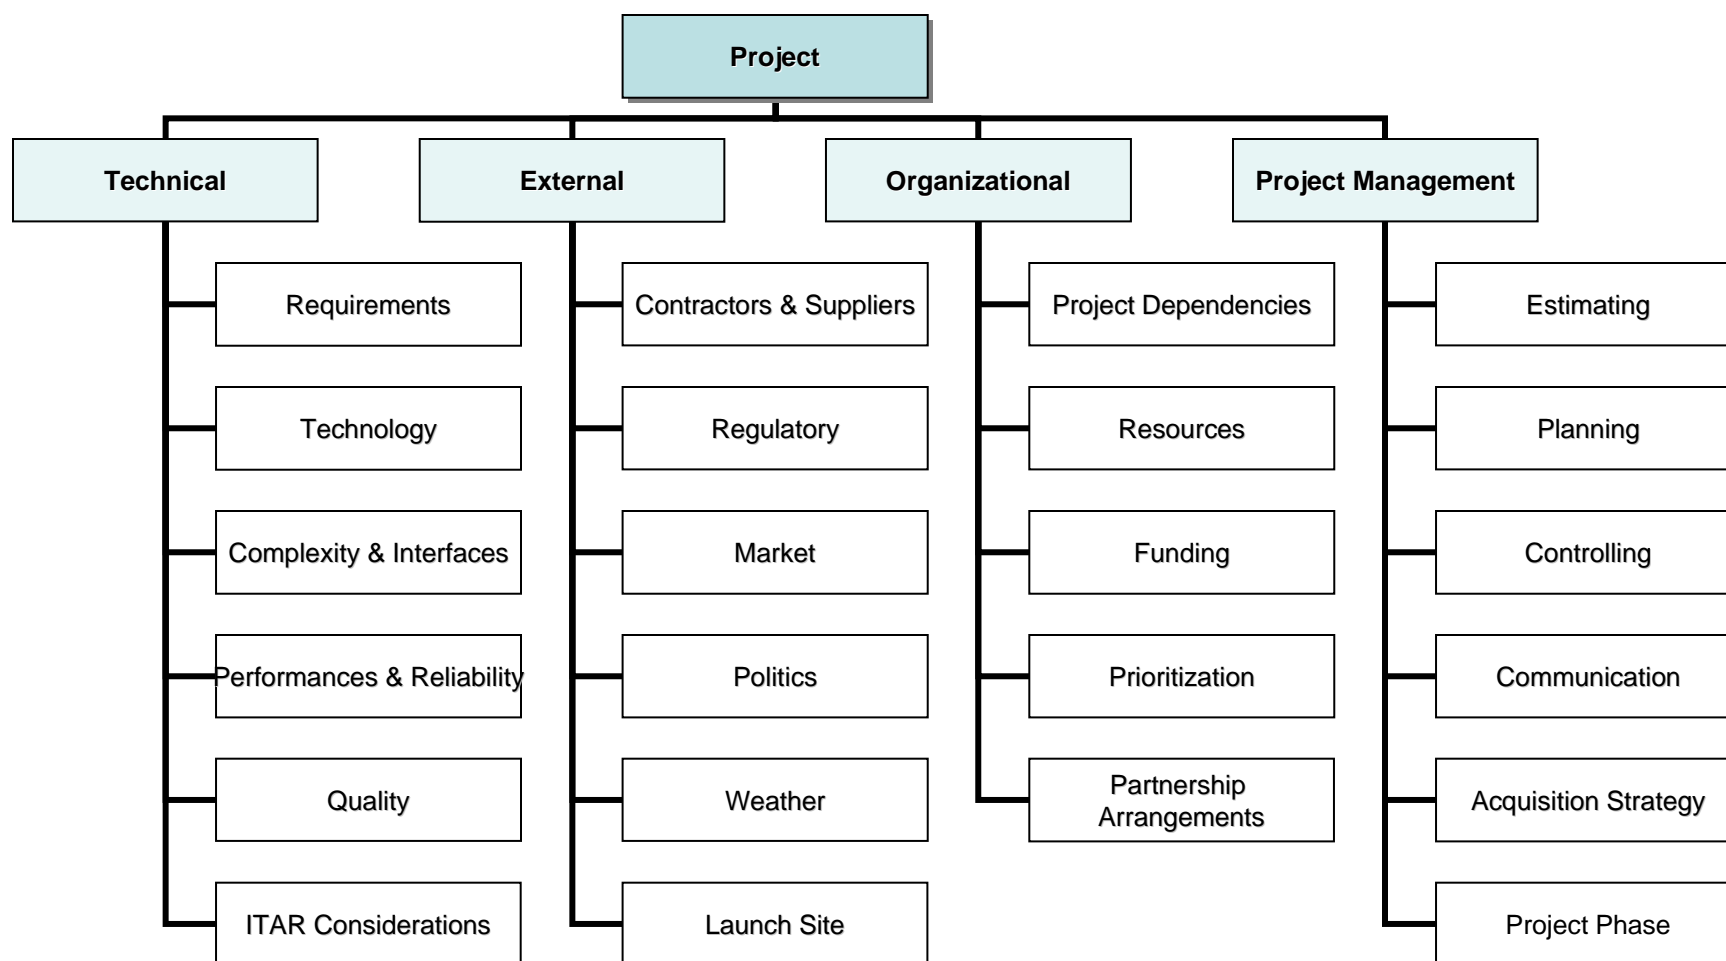 Project
Technical
External
Organizational
Project Management
Requirements
Contractors & Suppliers
Project Dependencies
Estimating
Technology
Regulatory
Resources
Planning
Complexity & Interfaces
Market
Funding
Controlling
Performances & Reliability
Politics
Prioritization
Communication
Quality
Weather
Partnership
Arrangements
Acquisition Strategy
ITAR Considerations
Launch Site
Project Phase